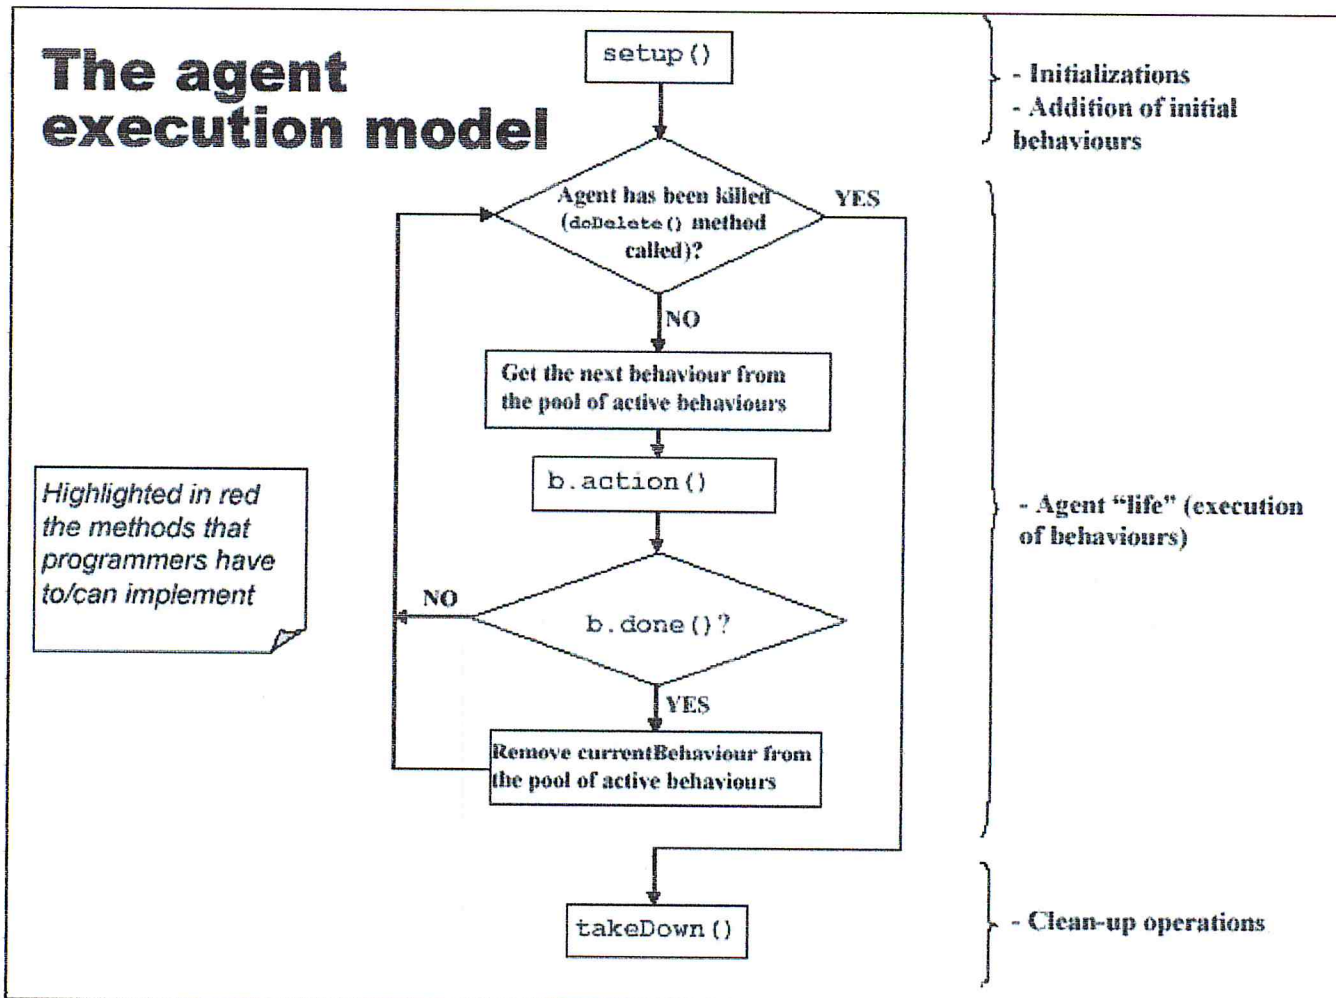 The agent
execution model
setup()
- Initializations
- Addition of initial
behaviours
Agent has been killed
(doDelete() method
called)?
YES
NO
Get the next behaviour from
the pool of active behaviours
b.action()
Highlighted in red
the methods that
programmers have
to/can implement
- Agent “life” (execution
of behaviours)
NO
b.done()?
YES
Remove currentBehaviour from
the pool of active behaviours
takeDown()
- Clean-up operations